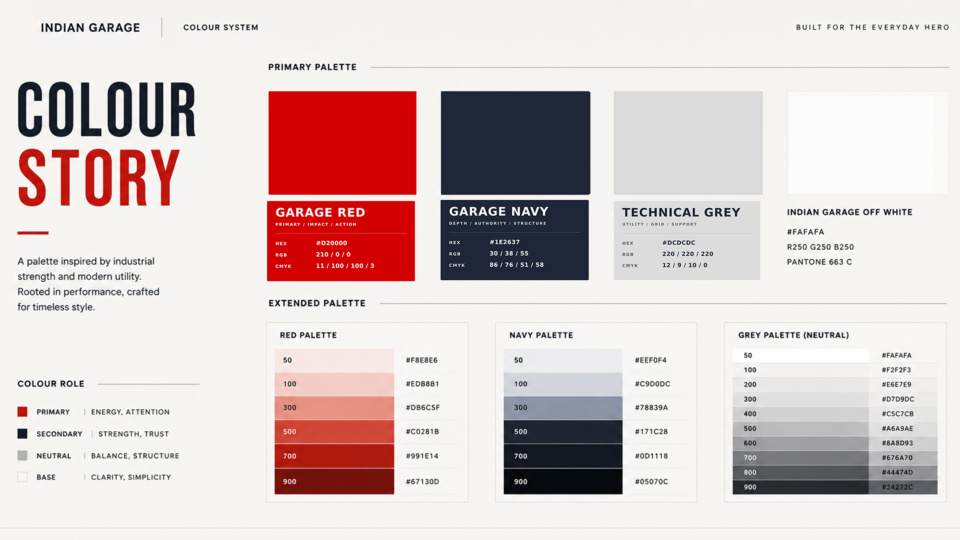 INDIAN GARAGE
COLOUR SYSTEM
BUILT FOR THE EVERYDAY HERO
COLOUR
STORY
A palette inspired by industrial
strength and modern utility.
Rooted in performance, crafted
for timeless style.
COLOUR ROLE
PRIMARY | ENERGY, ATTENTION
SECONDARY | STRENGTH, TRUST
NEUTRAL | BALANCE, STRUCTURE
BASE | CLARITY, SIMPLICITY
PRIMARY PALETTE
GARAGE RED
PRIMARY / IMPACT / ACTION
HEX #D20000
RGB 210 / 0 / 0
CMYK 11 / 100 / 100 / 3
GARAGE NAVY
DEPTH / AUTHORITY / STRUCTURE
HEX #1E2637
RGB 30 / 38 / 55
CMYK 86 / 76 / 51 / 58
TECHNICAL GREY
UTILITY / GRID / SUPPORT
HEX #DCDCDC
RGB 220 / 220 / 220
CMYK 12 / 9 / 10 / 0
INDIAN GARAGE OFF WHITE
#FAFAFA
R250 G250 B250
PANTONE 663 C
EXTENDED PALETTE
RED PALETTE
50 #F8E8E6
100 #EDB8B1
300 #DB6C5F
500 #C0281B
700 #991E14
900 #67130D
NAVY PALETTE
50 #EEF0F4
100 #C9D0DC
300 #78839A
500 #171C28
700 #0D1118
900 #05070C
GREY PALETTE (NEUTRAL)
50 #FAFAFA
100 #F2F2F3
200 #E6E7E9
300 #D7D9DC
400 #C5C7CB
500 #A6A9AE
600 #8A8D93
700 #676A70
800 #44474D
900 #24272C